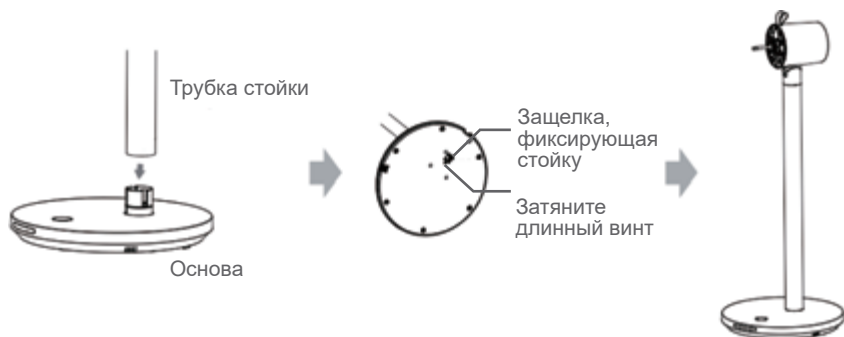 Трубка стойки
Основа
Защелка,
фиксирующая
стойку
Затяните
длинный винт